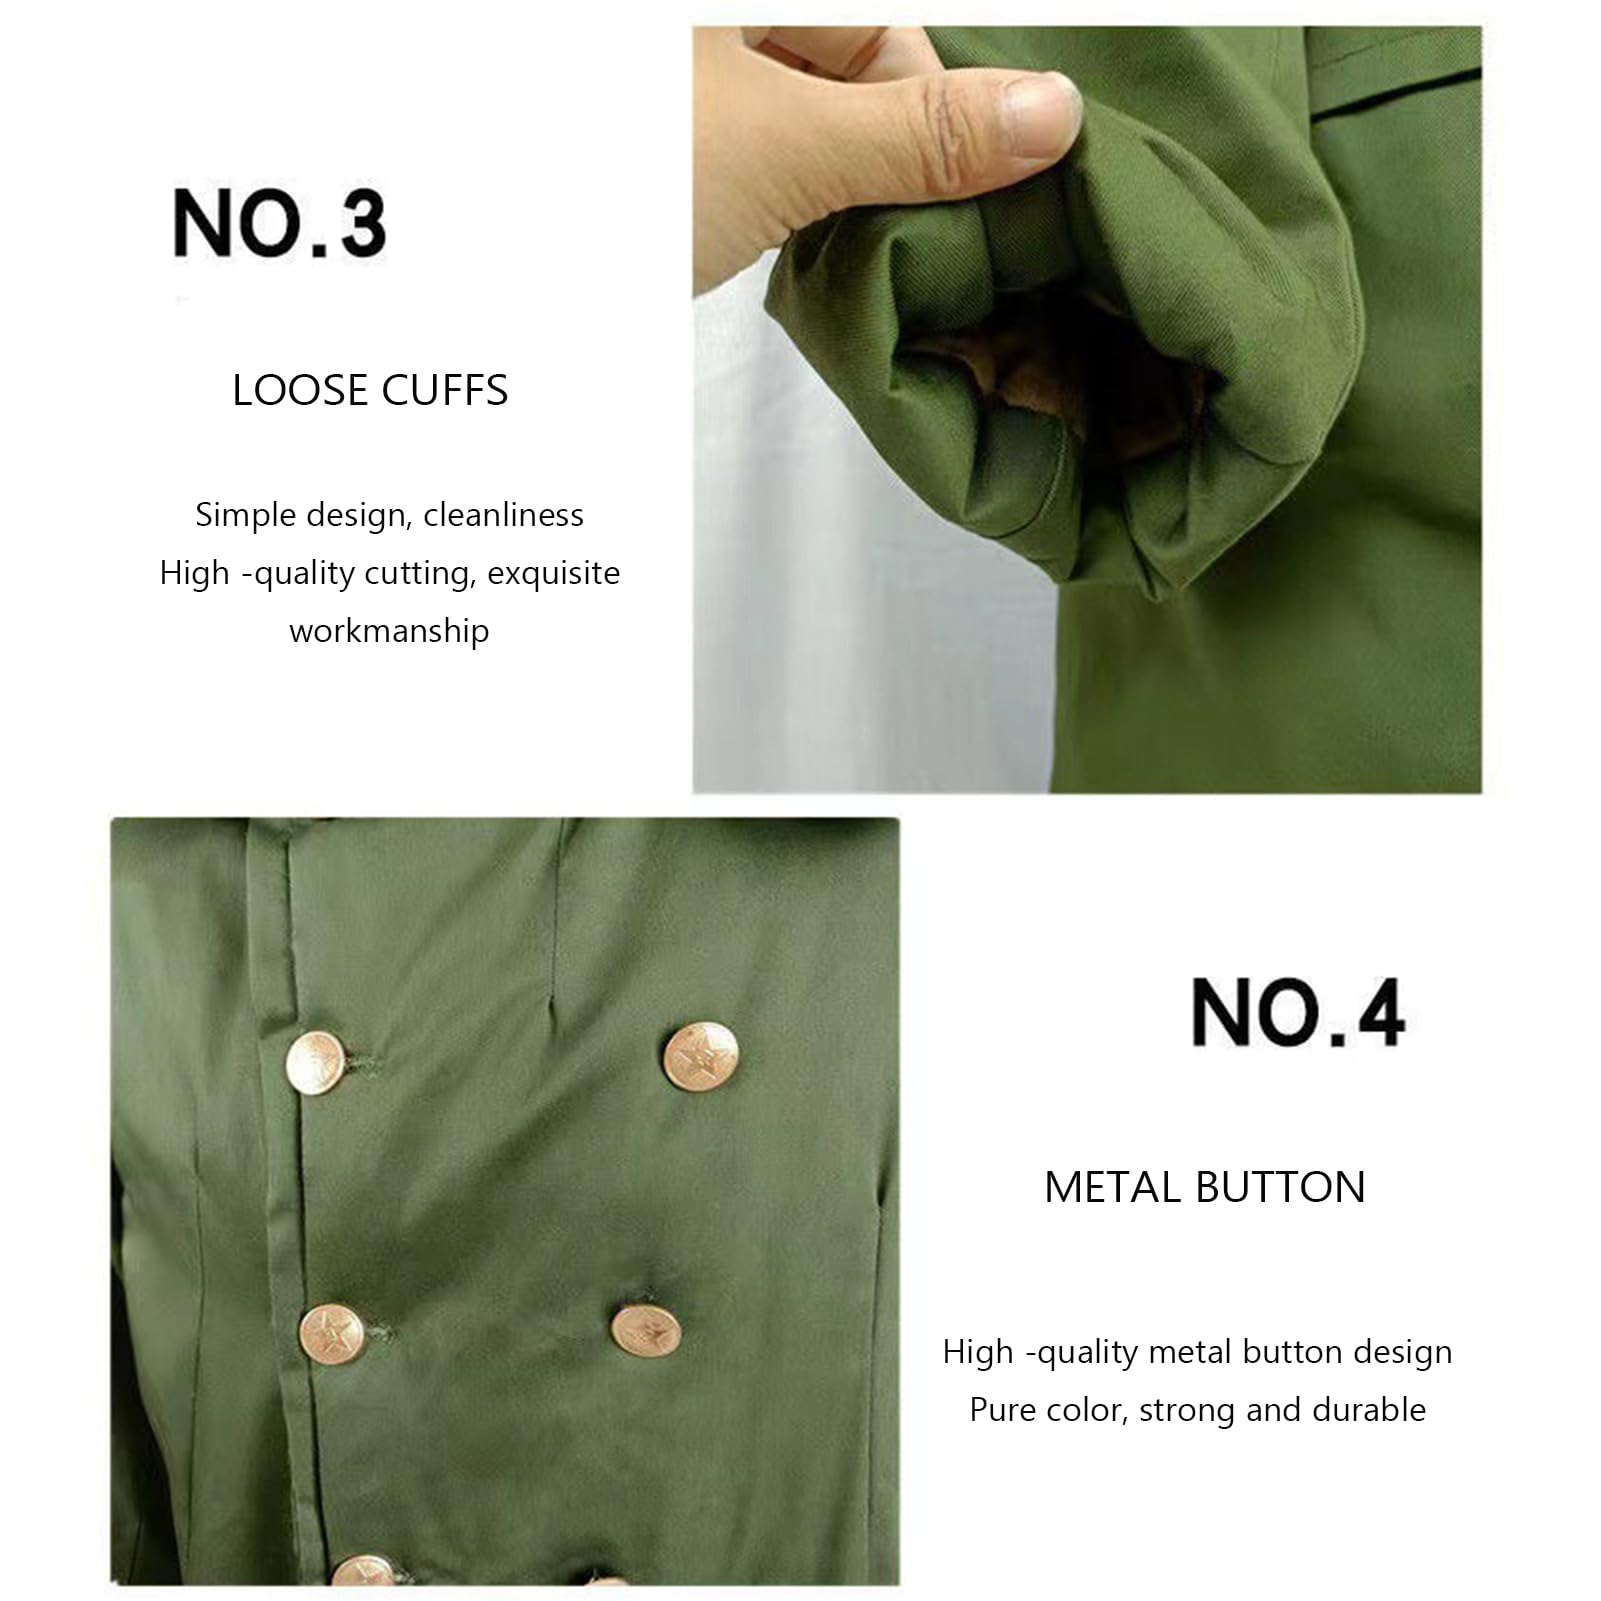 NO.3
LOOSE CUFFS
Simple design, cleanliness
High -quality cutting, exquisite
workmanship
NO.4
METAL BUTTON
High -quality metal button design
Pure color, strong and durable